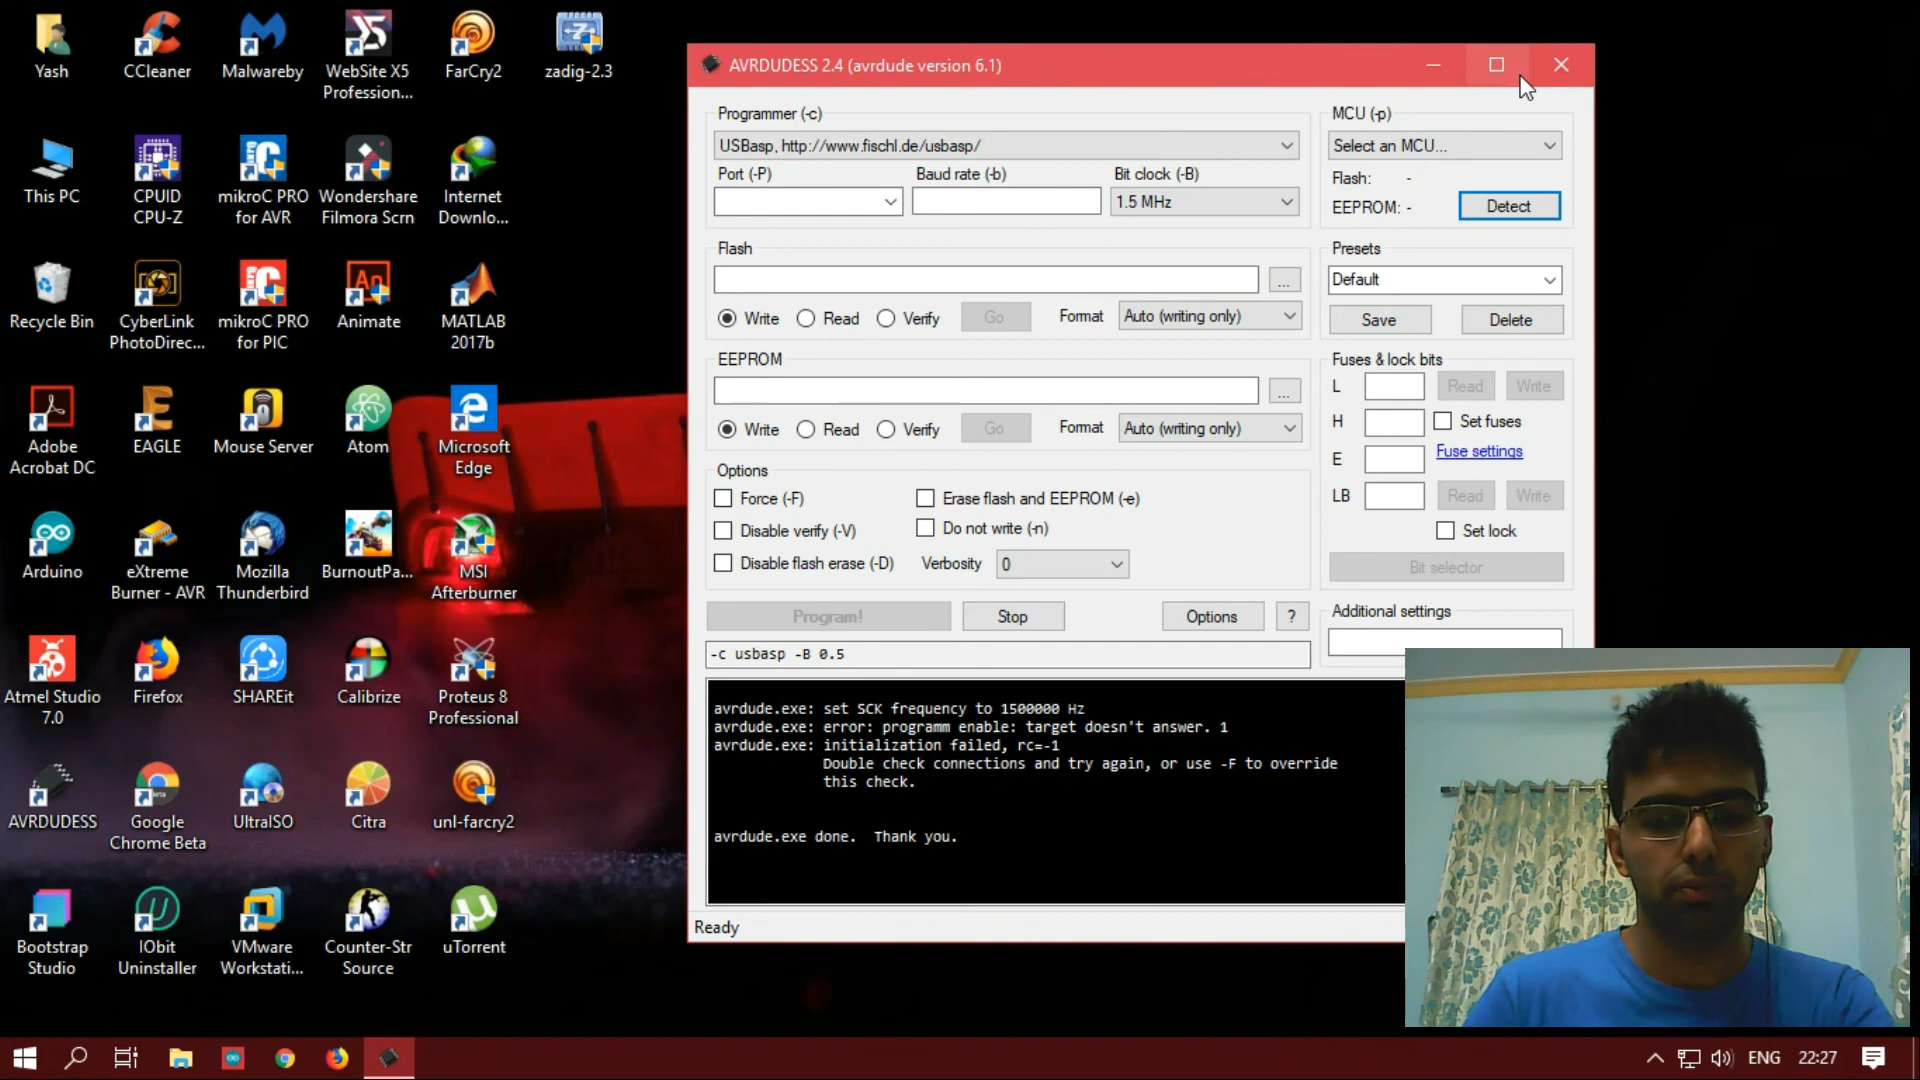 Yash
CCleaner
Malwareby
WebSite X5
Profession...
FarCry2
zadig-2.3
This PC
CPUID
CPU-Z
mikroC PRO
for AVR
Wondershare
Filmora Scrn
Internet
Downlo...
Recycle Bin
CyberLink
PhotoDirec...
mikroC PRO
for PIC
Animate
MATLAB
2017b
Adobe
Acrobat DC
EAGLE
Mouse Server
Atom
Microsoft
Edge
Arduino
eXtreme
Burner - AVR
Mozilla
Thunderbird
BurnoutPa...
MSI
Afterburner
Atmel Studio
7.0
Firefox
SHAREit
Calibrize
Proteus 8
Professional
AVRDUDESS
Google
Chrome Beta
UltraISO
Citra
unl-farcry2
Bootstrap
Studio
IObit
Uninstaller
VMware
Workstati...
Counter-Str
Source
uTorrent
AVRDUDESS 2.4 (avrdude version 6.1)
Programmer (-c)
USBasp, http://www.fischl.de/usbasp/
Port (-P)
Baud rate (-b)
Bit clock (-B)
1.5 MHz
MCU (-p)
Select an MCU...
Flash: -
EEPROM: -
Detect
Flash
...
Write
Read
Verify
Go
Format
Auto (writing only)
Presets
Default
Save
Delete
EEPROM
...
Write
Read
Verify
Go
Format
Auto (writing only)
Fuses & lock bits
L
Read
Write
H
Set fuses
E
Fuse settings
LB
Read
Write
Set lock
Bit selector
Options
Force (-F)
Erase flash and EEPROM (-e)
Disable verify (-V)
Do not write (-n)
Disable flash erase (-D)
Verbosity
0
Program!
Stop
Options
?
Additional settings
-c usbasp -B 0.5
avrdude.exe: set SCK frequency to 1500000 Hz
avrdude.exe: error: programm enable: target doesn't answer. 1
avrdude.exe: initialization failed, rc=-1
Double check connections and try again, or use -F to override
this check.
avrdude.exe done.  Thank you.
Ready
ENG
22:27